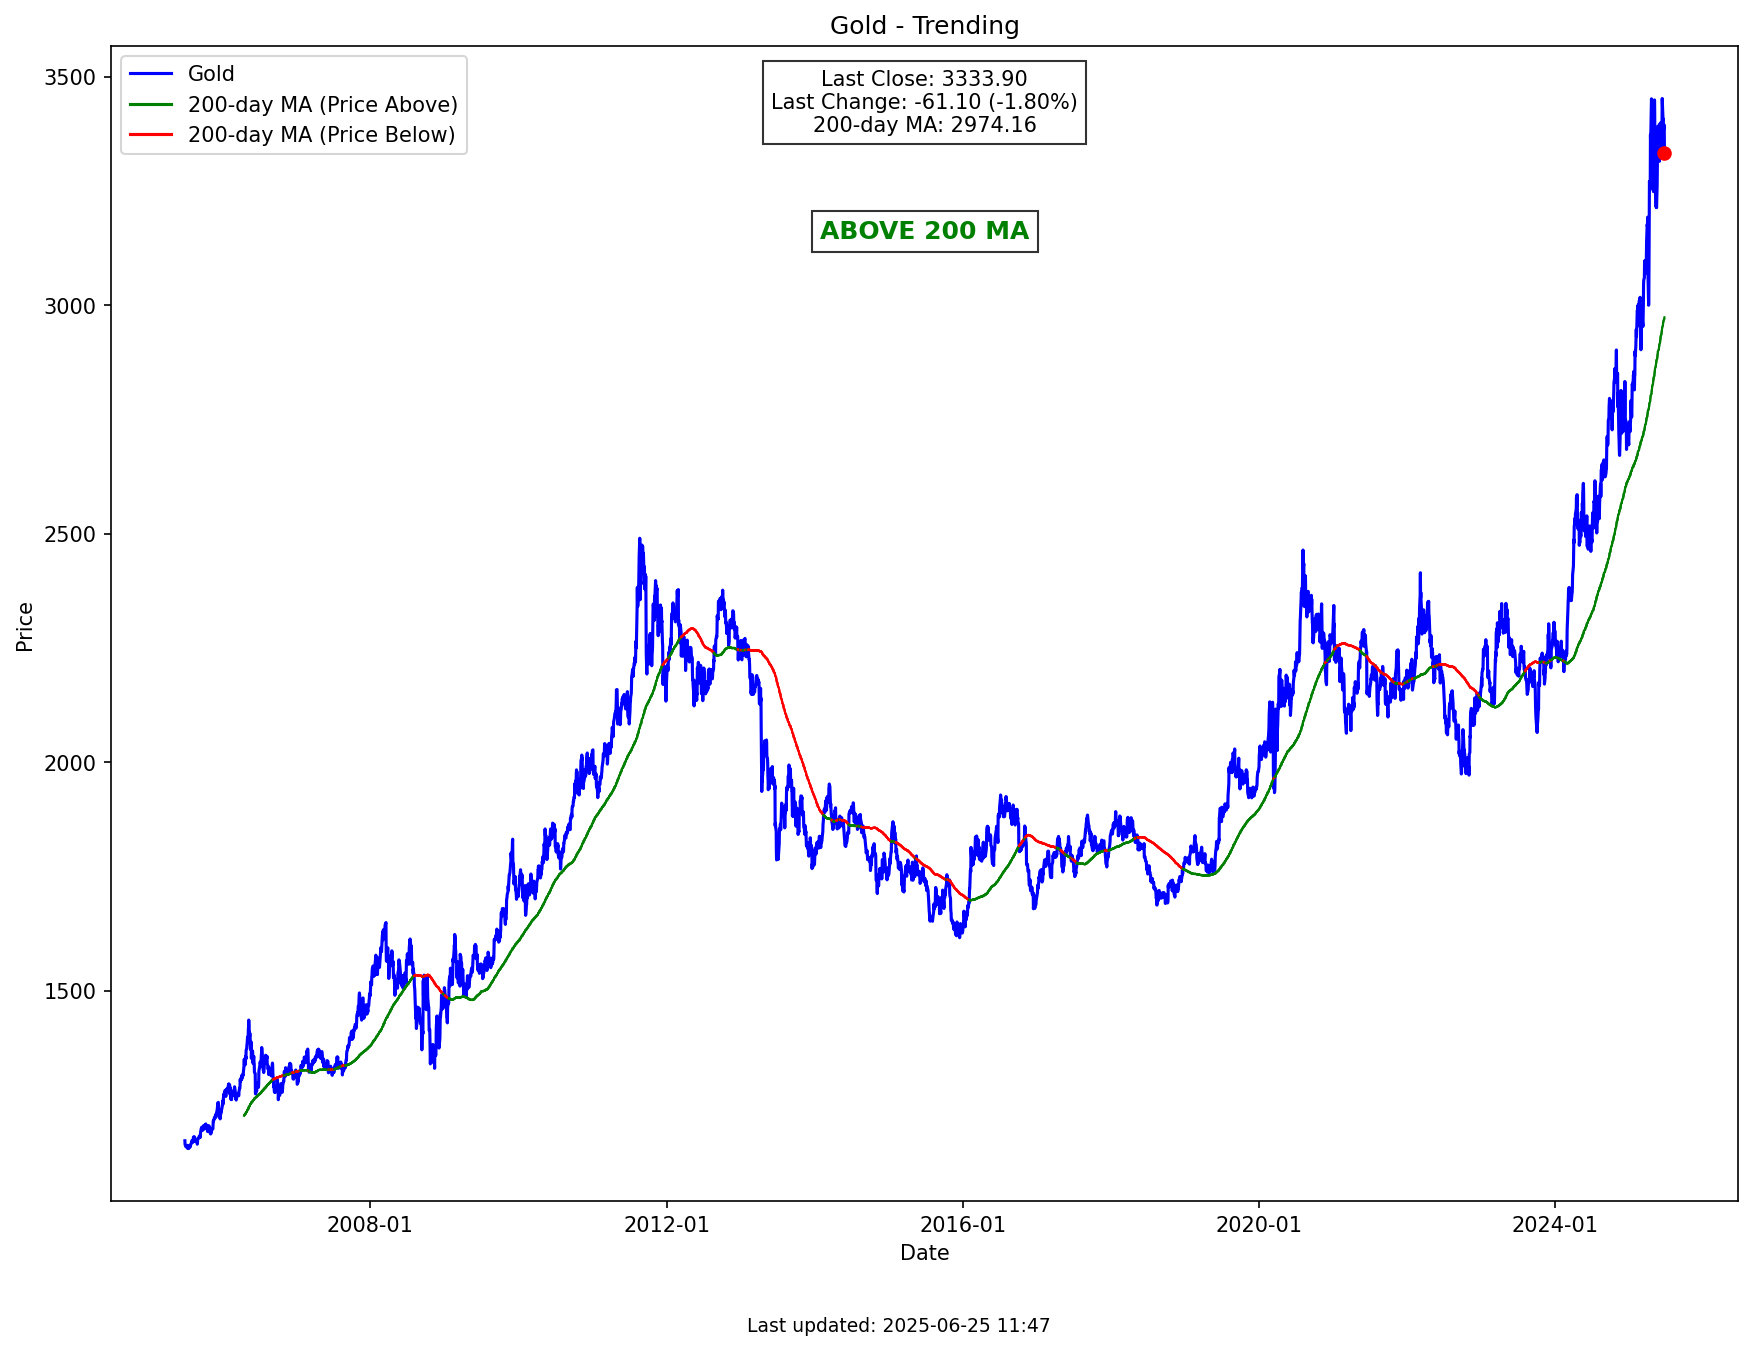 Gold - Trending
Gold
200-day MA (Price Above)
200-day MA (Price Below)
Last Close: 3333.90
Last Change: -61.10 (-1.80%)
200-day MA: 2974.16
ABOVE 200 MA
3500
3000
2500
2000
1500
Price
2008-01
2012-01
2016-01
2020-01
2024-01
Date
Last updated: 2025-06-25 11:47